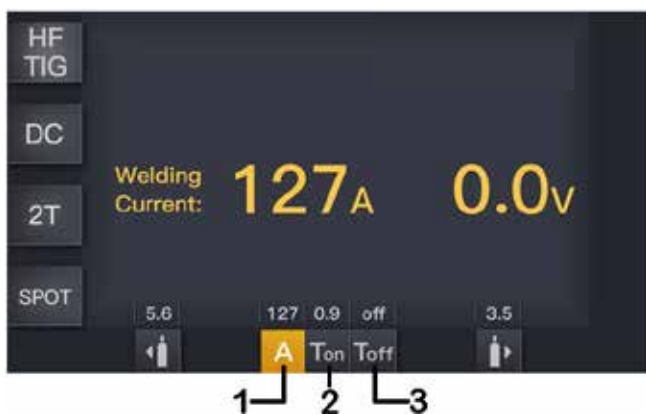 HF
TIG
DC
2T
SPOT
Welding
Current:
127A
0.0V
5.6
127 0.9 off
3.5
A Ton Toff
1 2 3